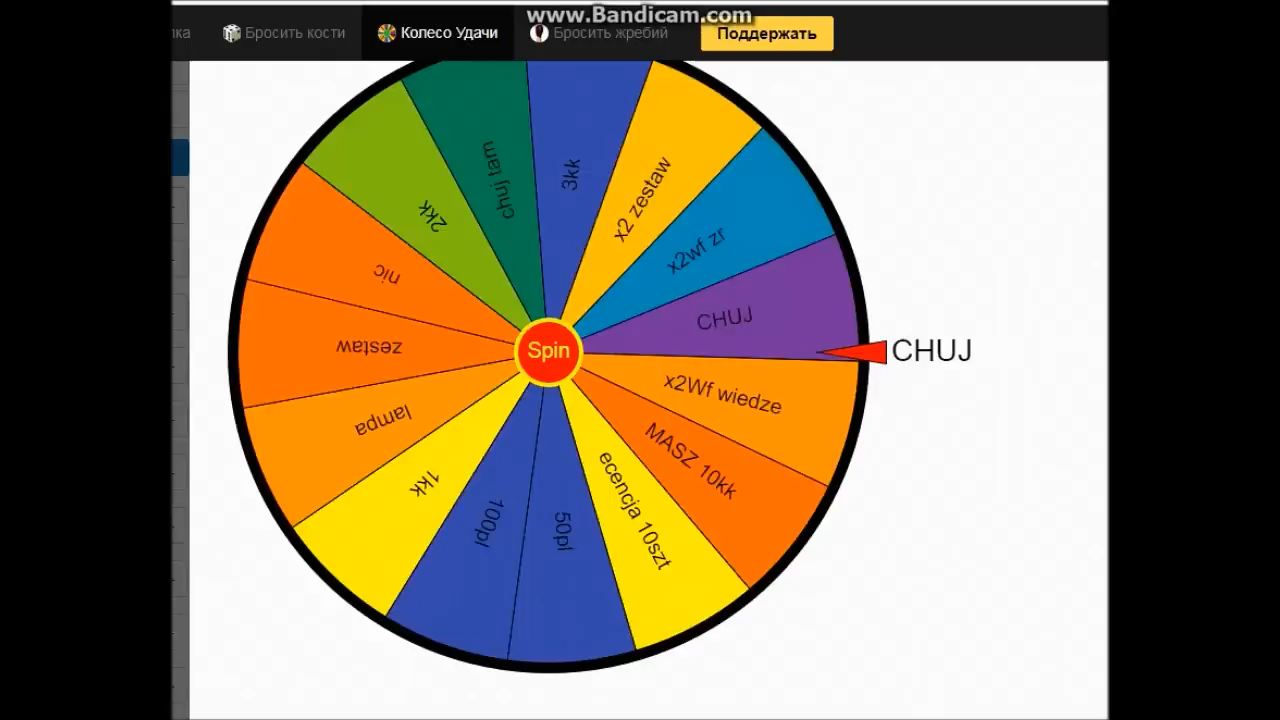 www.Bandicam.com
лка
Бросить кости
Колесо Удачи
Бросить жребий
Поддержать
3kk
x2 zestaw
x2wf zr
CHUJ
x2Wf wiedze
MASZ 10kk
ecencja 10szt
50pl
100pl
1kk
lampa
zestaw
nic
2kk
chuj tam
Spin
CHUJ